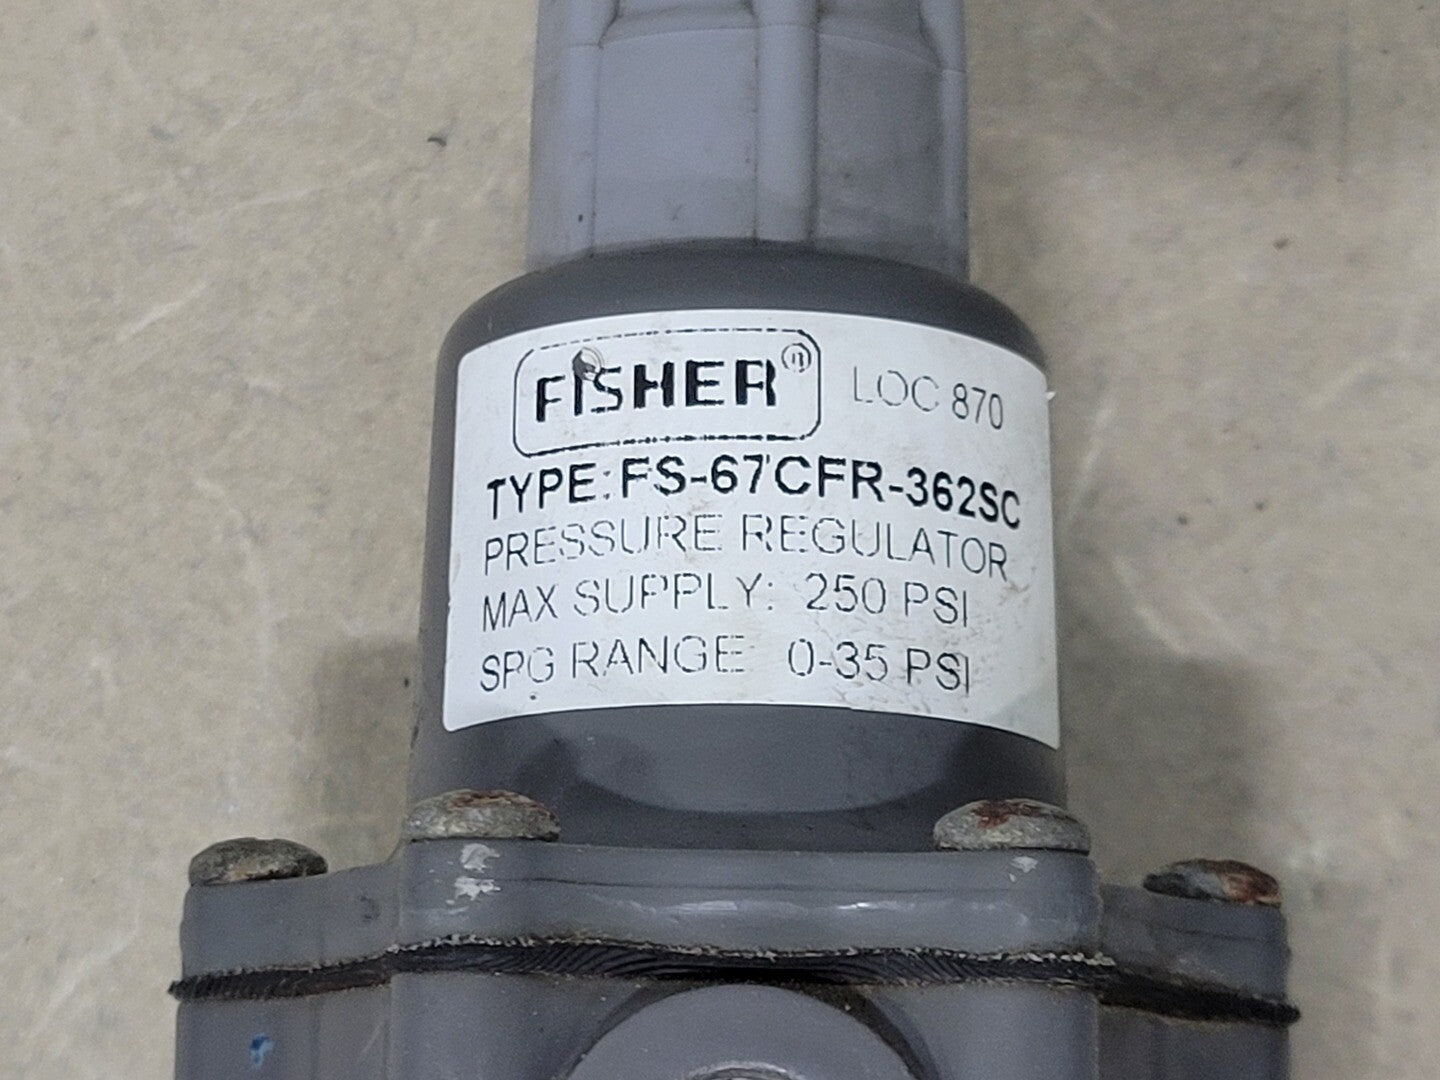 FISHER® LOC 870
TYPE: FS-67CFR-362SC
PRESSURE REGULATOR
MAX SUPPLY: 250 PSI
SPG RANGE: 0-35 PSI